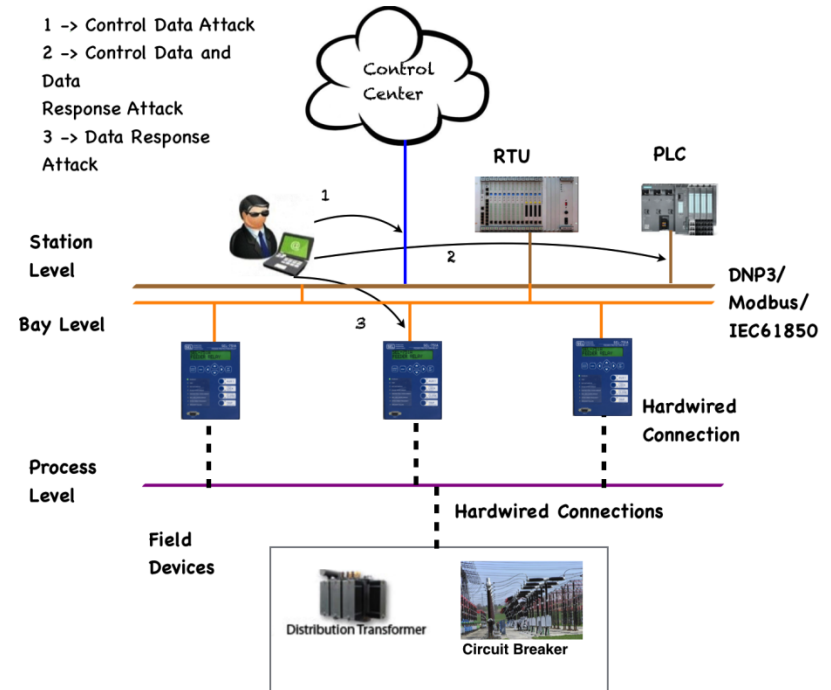 1 -> Control Data Attack
2 -> Control Data and
Data
Response Attack
3 -> Data Response
Attack
Control
Center
RTU
PLC
1
Station
Level
2
DNP3/
Modbus/
IEC61850
Bay Level
3
Hardwired
Connection
Process
Level
Hardwired Connections
Field
Devices
Distribution Transformer
Circuit Breaker